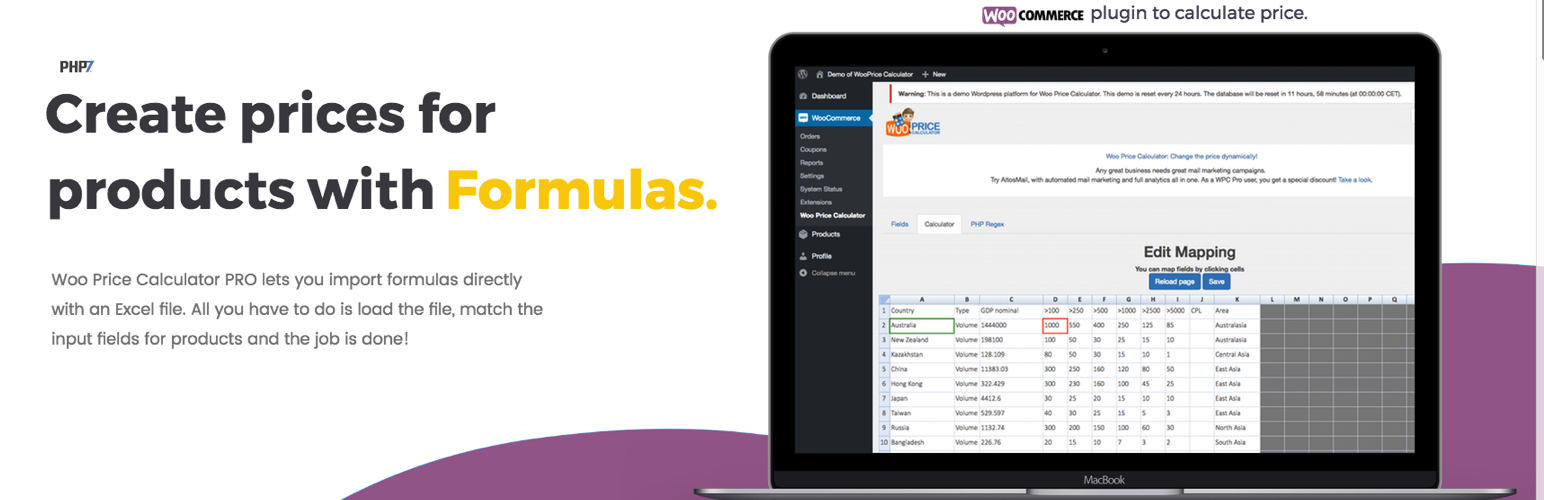 WOO COMMERCE plugin to calculate price.
PHP7
Create prices for
products with Formulas.
Woo Price Calculator PRO lets you import formulas directly
with an Excel file. All you have to do is load the file, match the
input fields for products and the job is done!
Demo of WooPrice Calculator + New
Dashboard
WooCommerce
Orders
Coupons
Reports
Settings
System Status
Extensions
Woo Price Calculator
Products
Profile
Collapse menu
Warning: This is a demo Wordpress platform for Woo Price Calculator. This demo is reset every 24 hours. The database will be reset in 11 hours, 58 minutes (at 00:00:00 CET).
WOO PRICE
CALCULATOR
Woo Price Calculator: Change the price dynamically!
Any great business needs great mail marketing campaigns.
Try AltosMail, with automated mail marketing and full analytics all in one. As a WPC Pro user, you get a special discount! Take a look.
Fields Calculator PHP Regex
Edit Mapping
You can map fields by clicking cells
Reload page Save
A B C D E F G H I J K L M N O P Q
1 Country Type GDP nominal >100 >250 >500 >1000 >2500 >5000 CPL Area
2 Australia Volume 1444000 1000 550 400 250 125 85 Australasia
3 New Zealand Volume 198100 100 50 30 25 15 10 Australasia
4 Kazakhstan Volume 128.109 80 50 30 15 10 1 Central Asia
5 China Volume 11383.03 300 250 160 120 80 50 East Asia
6 Hong Kong Volume 322.429 300 230 160 100 45 25 East Asia
7 Japan Volume 4412.6 30 25 20 15 10 10 East Asia
8 Taiwan Volume 529.597 40 30 25 15 5 3 East Asia
9 Russia Volume 1132.74 300 200 150 100 60 30 North Asia
10 Bangladesh Volume 226.76 20 15 10 7 3 2 South Asia
MacBook